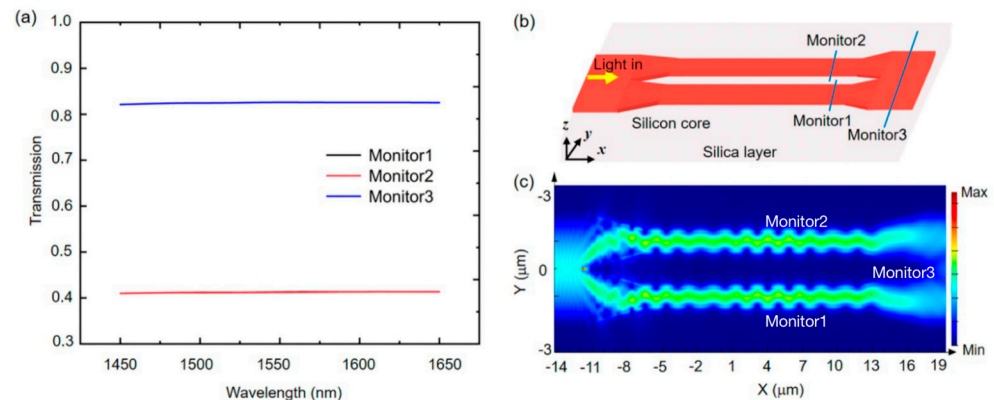 (a)
1.0
0.9
0.8
0.7
0.6
0.5
0.4
0.3
Transmission
Monitor1
Monitor2
Monitor3
1450
1500
1550
1600
1650
Wavelength (nm)
(b)
Monitor2
Light in
Monitor1
Monitor3
Silicon core
Silica layer
z
y
x
(c)
-3
0
-3
Y (μm)
Monitor2
Monitor3
Monitor1
Max
Min
-14 -11 -8 -5 -2 1 4 7 10 13 16 19
X (μm)